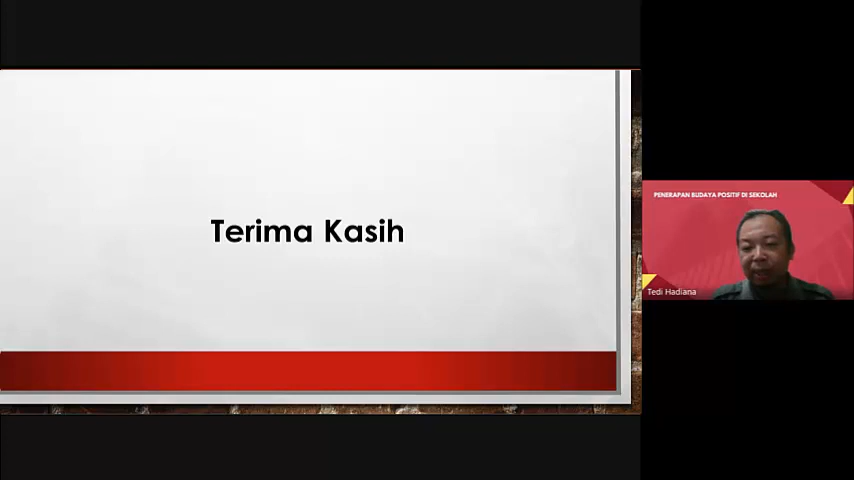 Terima Kasih
PENERAPAN BUDAYA POSITIF DI SEKOLAH
Tedi Hadiana